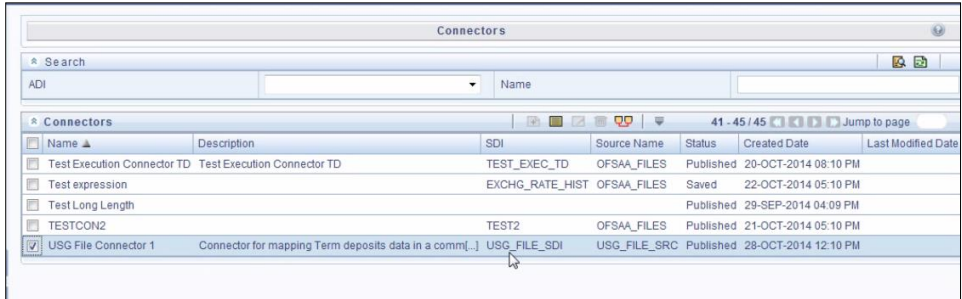 Connectors
Search
ADI Name
Connectors 41 - 45 / 45 Jump to page
Name Description SDI Source Name Status Created Date Last Modified Date
Test Execution Connector TD Test Execution Connector TD TEST_EXEC_TD OFSAA_FILES Published 20-OCT-2014 08:10 PM
Test expression EXCHG_RATE_HIST OFSAA_FILES Saved 22-OCT-2014 05:10 PM
Test Long Length Published 29-SEP-2014 04:09 PM
TESTCON2 TEST2 OFSAA_FILES Published 21-OCT-2014 05:10 PM
USG File Connector 1 Connector for mapping Term deposits data in a comm[...] USG_FILE_SDI USG_FILE_SRC Published 28-OCT-2014 12:10 PM